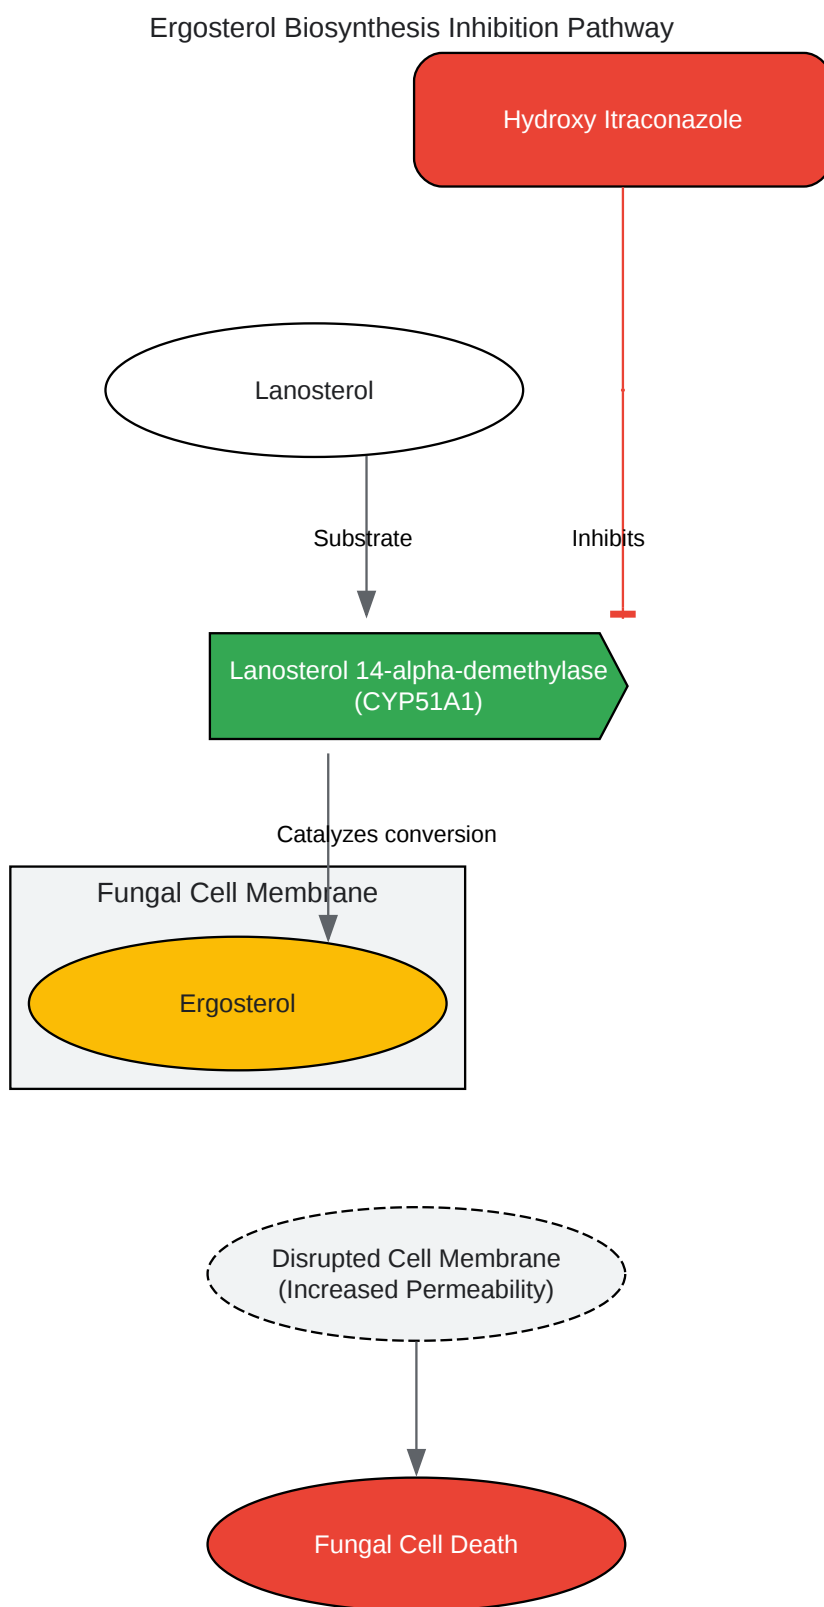 Ergosterol Biosynthesis Inhibition Pathway
Hydroxy Itraconazole
Lanosterol
Substrate
Inhibits
Lanosterol 14-alpha-demethylase
(CYP51A1)
Catalyzes conversion
Fungal Cell Membrane
Ergosterol
Disrupted Cell Membrane
(Increased Permeability)
Fungal Cell Death